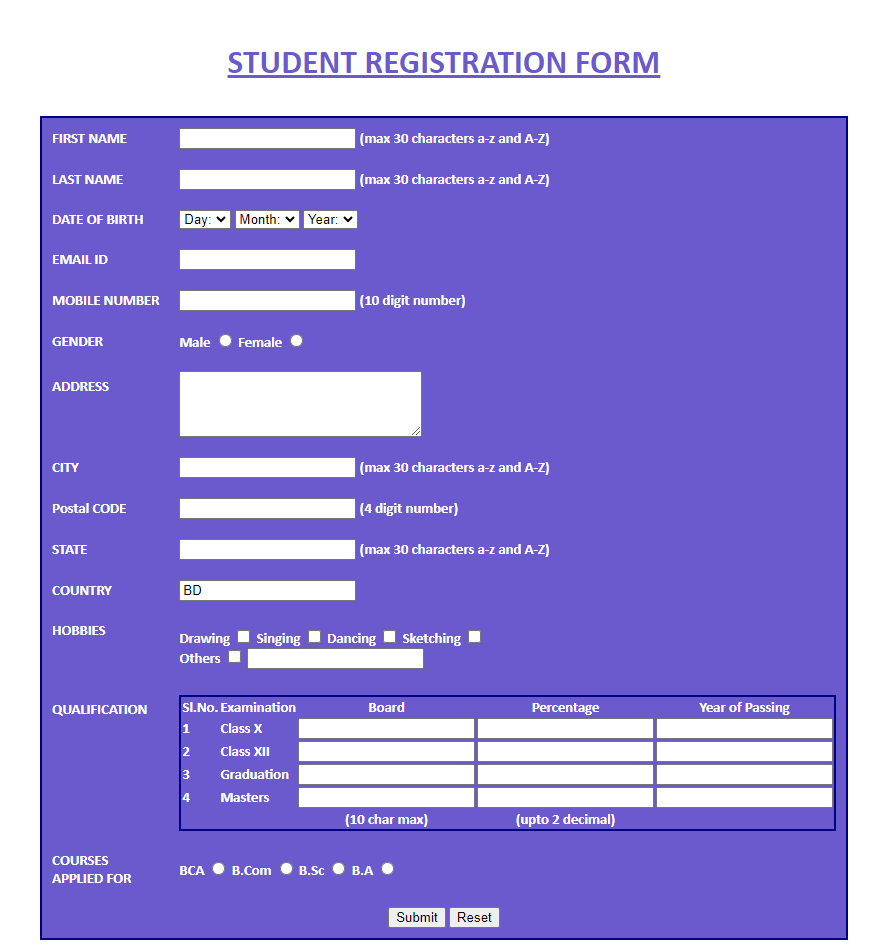 STUDENT REGISTRATION FORM
FIRST NAME (max 30 characters a-z and A-Z)
LAST NAME (max 30 characters a-z and A-Z)
DATE OF BIRTH Day: Month: Year:
EMAIL ID
MOBILE NUMBER (10 digit number)
GENDER Male Female
ADDRESS
CITY (max 30 characters a-z and A-Z)
Postal CODE (4 digit number)
STATE (max 30 characters a-z and A-Z)
COUNTRY BD
HOBBIES Drawing Singing Dancing Sketching
Others
QUALIFICATION Sl.No. Examination Board Percentage Year of Passing
1 Class X
2 Class XII
3 Graduation
4 Masters
(10 char max) (upto 2 decimal)
COURSES
APPLIED FOR BCA B.Com B.Sc B.A
Submit Reset